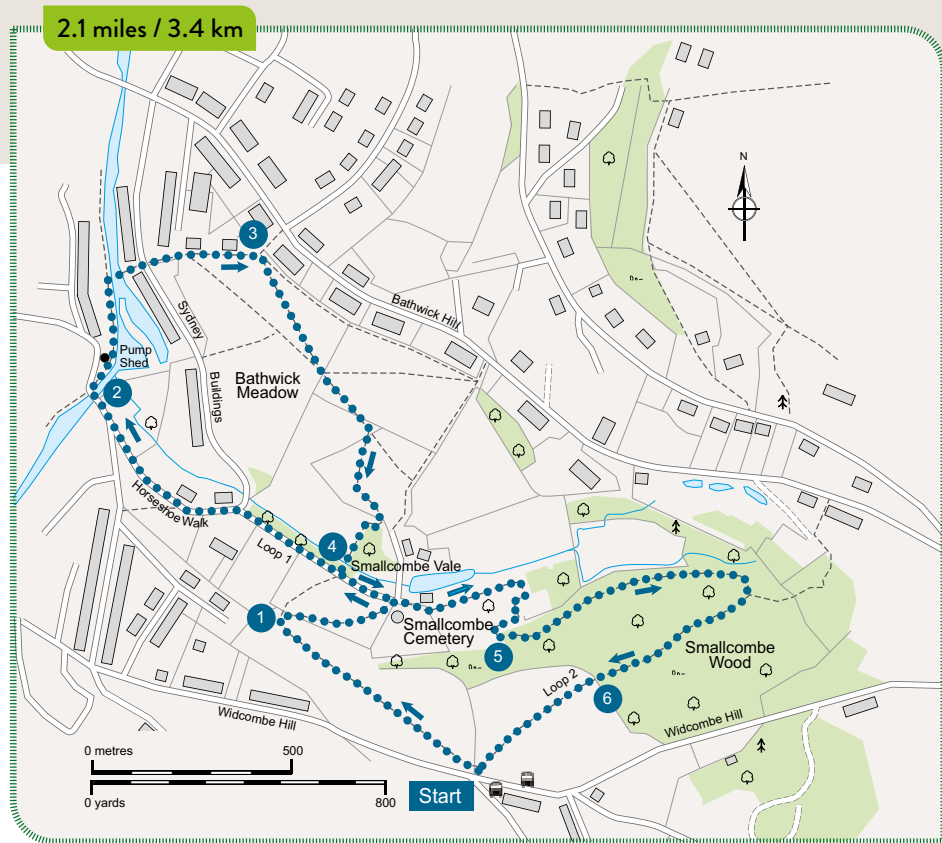 2.1 miles / 3.4 km
N
3
Bathwick Hill
Sydney
Buildings
Pump
Shed
Bathwick
Meadow
2
Horseshoe Walk
Loop 1
4
Smallcombe Vale
1
Smallcombe
Cemetery
5
Smallcombe
Wood
Loop 2
6
Widcombe Hill
Widcombe Hill
0 metres
500
0 yards
800
Start